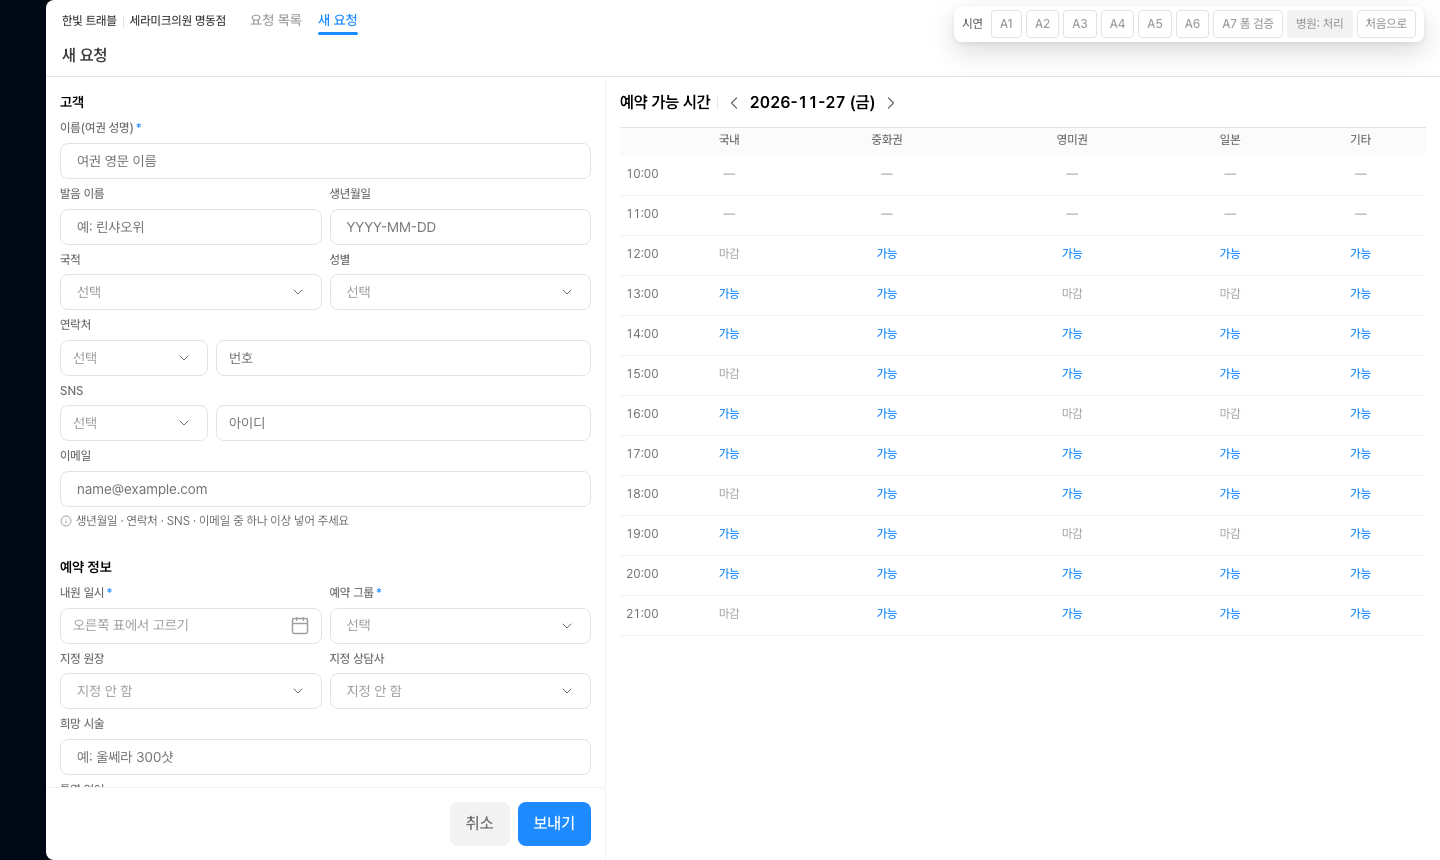 한빛 트래블 세라미크의원 명동점 요청 목록 새 요청
시연 A1 A2 A3 A4 A5 A6 A7 폼 검증 병원: 처리 처음으로
새 요청
고객
이름(여권 성명) *
여권 영문 이름
발음 이름 생년월일
예: 린샤오위 YYYY-MM-DD
국적 성별
선택 선택
연락처
선택 번호
SNS
선택 아이디
이메일
name@example.com
생년월일 · 연락처 · SNS · 이메일 중 하나 이상 넣어 주세요
예약 정보
내원 일시 * 예약 그룹 *
오른쪽 표에서 고르기 선택
지정 원장 지정 상담사
지정 안 함 지정 안 함
희망 시술
예: 울쎄라 300샷
취소 보내기
예약 가능 시간 2026-11-27 (금)
국내 중화권 영미권 일본 기타
10:00 — — — — —
11:00 — — — — —
12:00 마감 가능 가능 가능 가능
13:00 가능 가능 마감 마감 가능
14:00 가능 가능 가능 가능 가능
15:00 마감 가능 가능 가능 가능
16:00 가능 가능 마감 마감 가능
17:00 가능 가능 가능 가능 가능
18:00 마감 가능 가능 가능 가능
19:00 가능 가능 마감 마감 가능
20:00 가능 가능 가능 가능 가능
21:00 마감 가능 가능 가능 가능